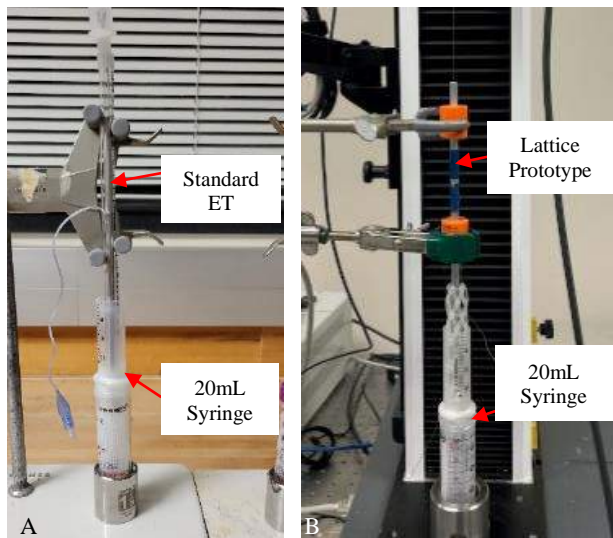 Standard
ET
20mL
Syringe
A
Lattice
Prototype
20mL
Syringe
B